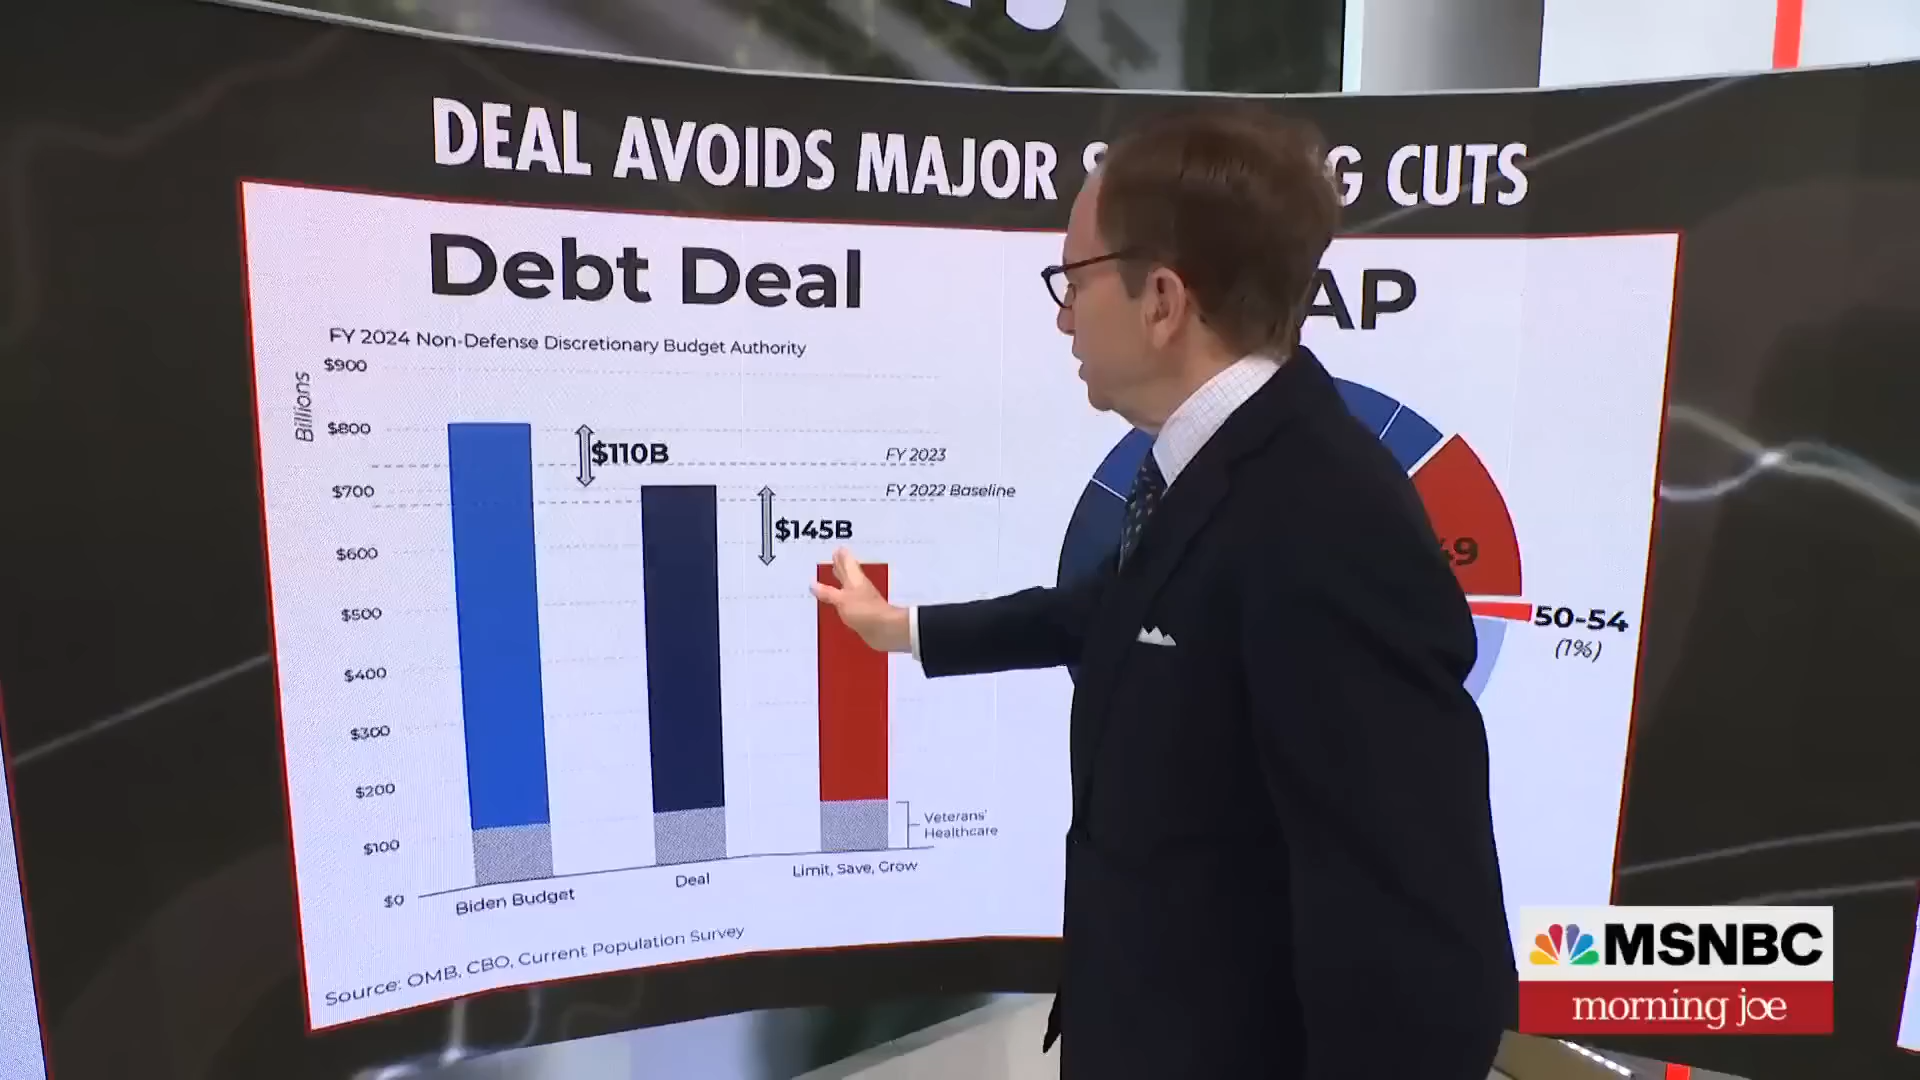 DEAL AVOIDS MAJOR G CUTS
Debt Deal
FY 2024 Non-Defense Discretionary Budget Authority
Billions
$900
$800
$700
$600
$500
$400
$300
$200
$100
$0
$110B
$145B
FY 2023
FY 2022 Baseline
Veterans'
Healthcare
Biden Budget
Deal
Limit, Save, Grow
Source: OMB, CBO, Current Population Survey
AP
49
50-54
(1%)
MSNBC
morning joe